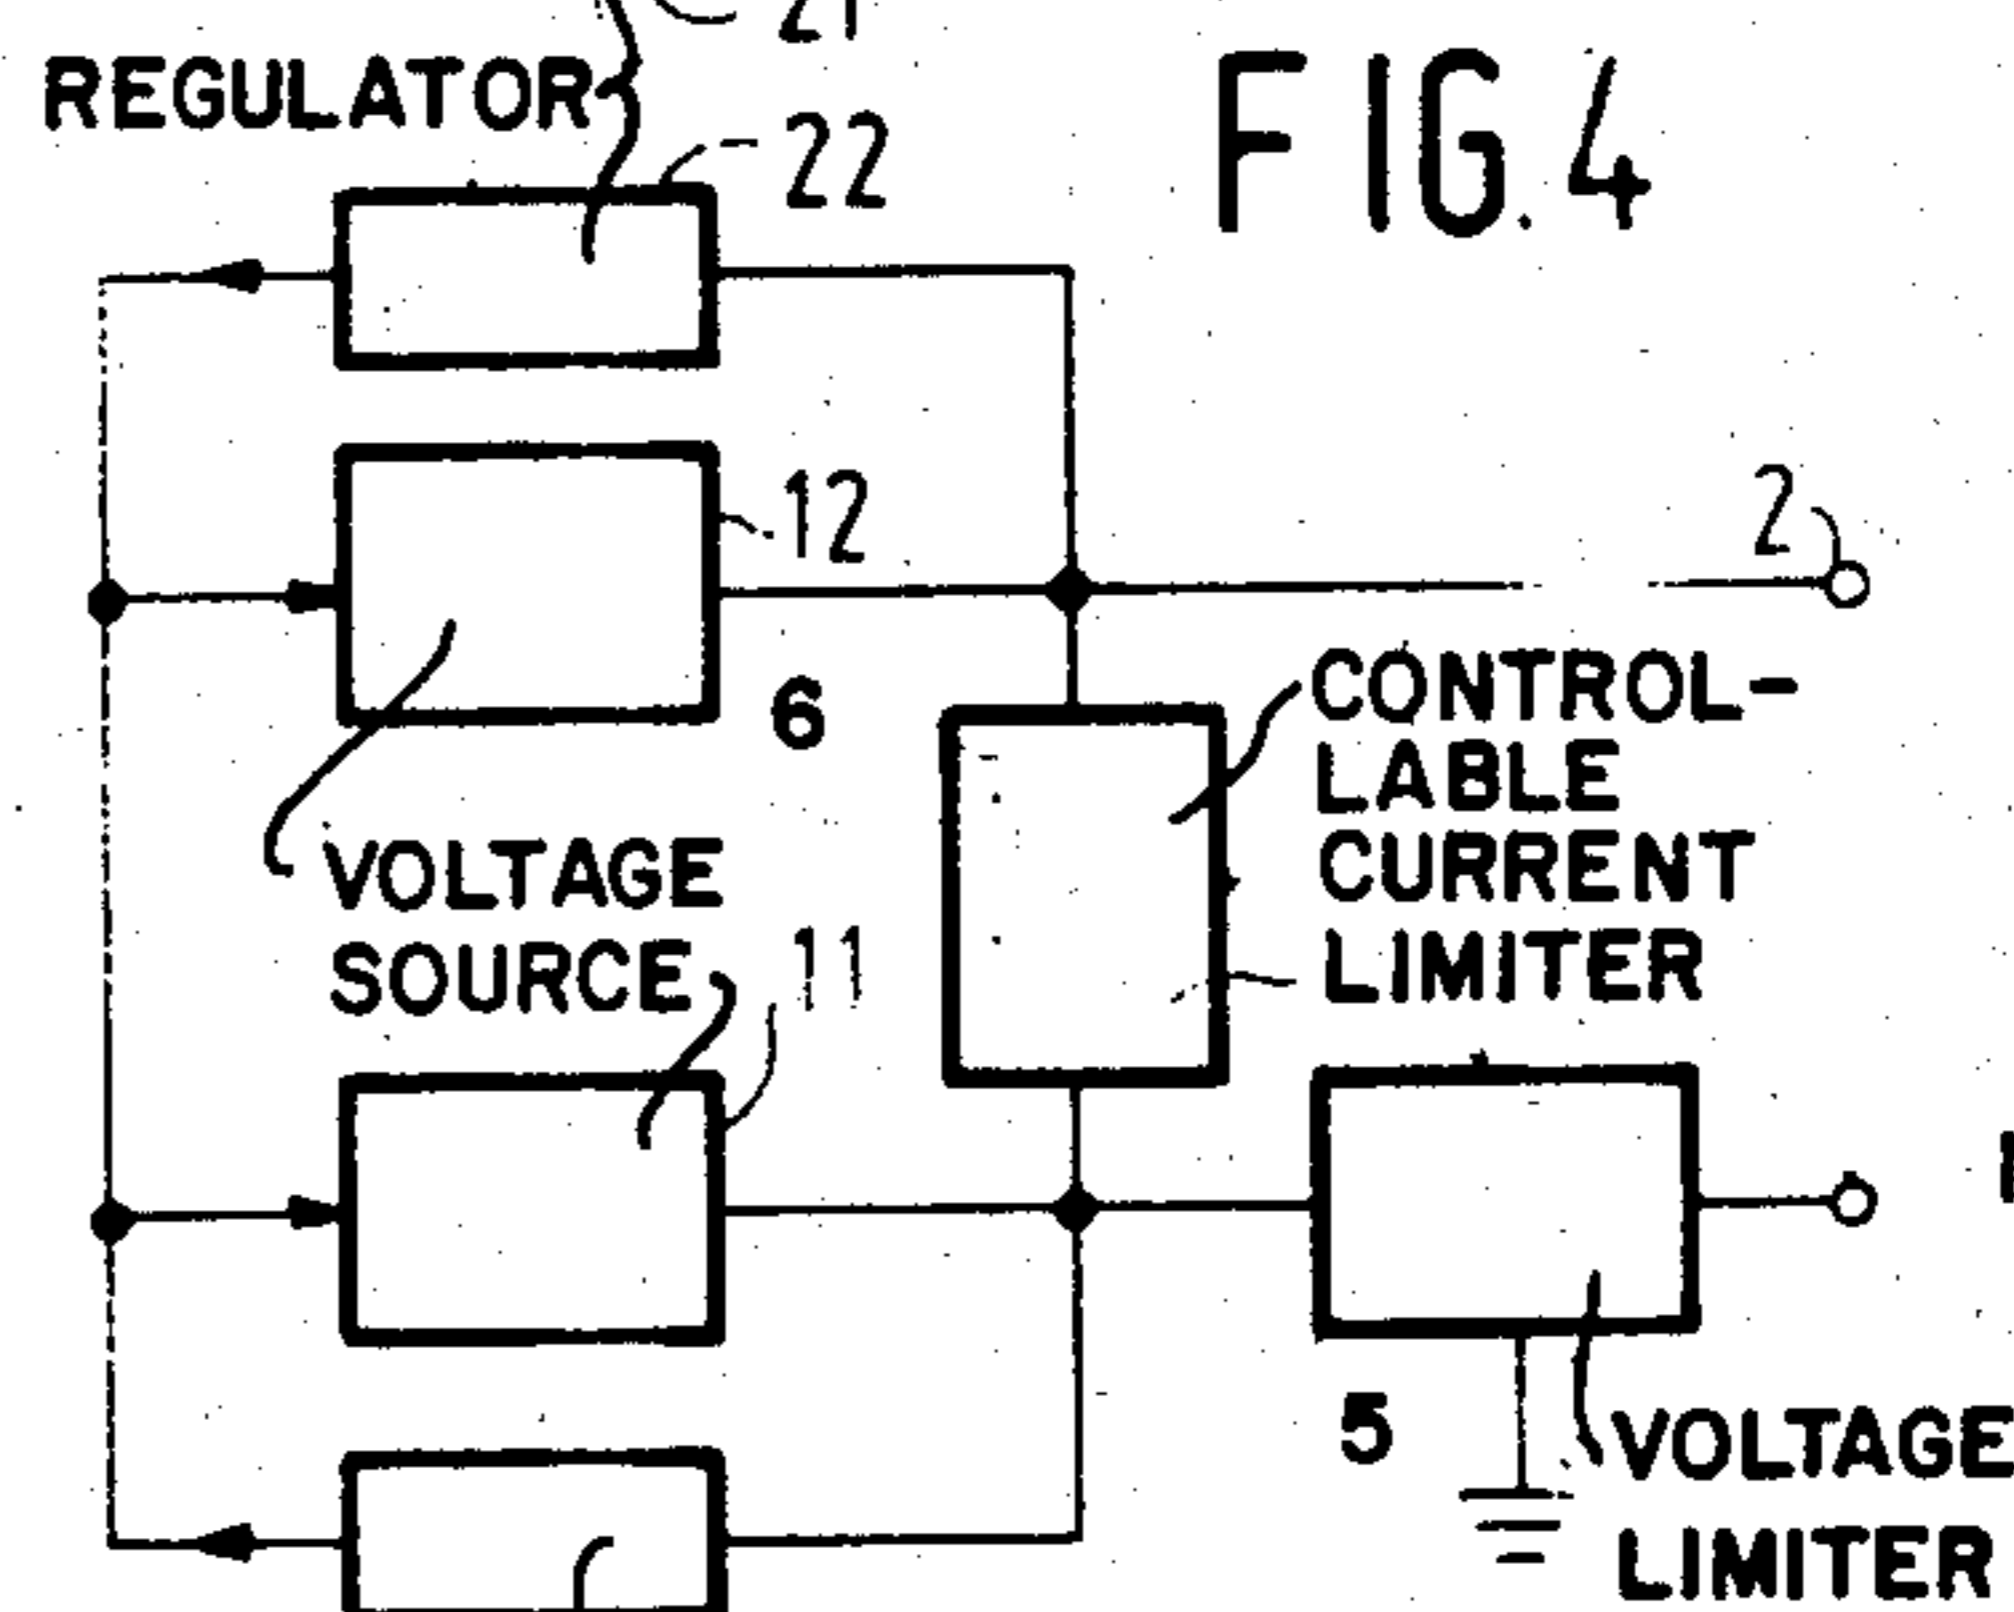 21
REGULATOR
22
FIG.4
12
2
6
CONTROL-
LABLE
CURRENT
LIMITER
VOLTAGE
SOURCE
11
5
VOLTAGE
LIMITER